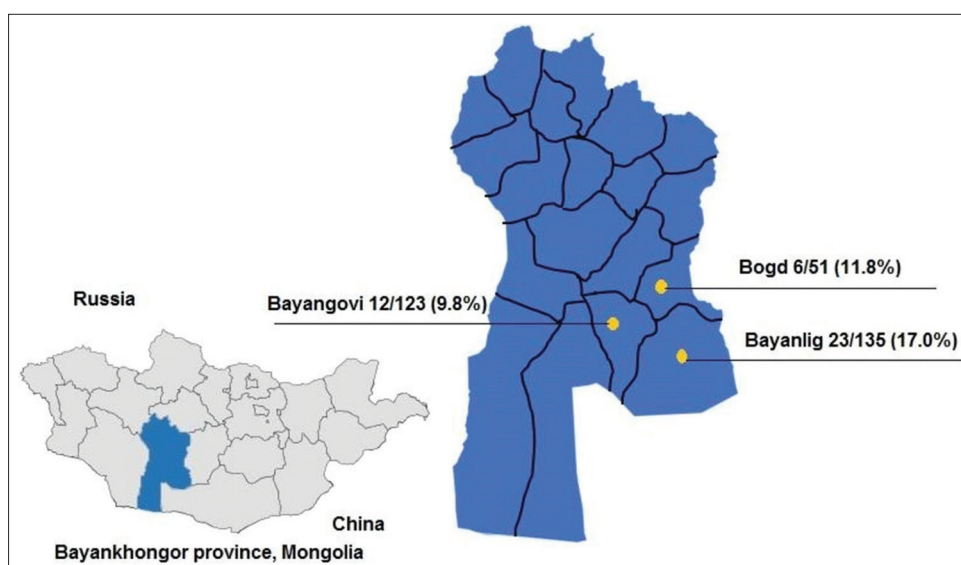 Bogd 6/51 (11.8%)
Bayangovi 12/123 (9.8%)
Bayanlig 23/135 (17.0%)
Russia
China
Bayankhongor province, Mongolia